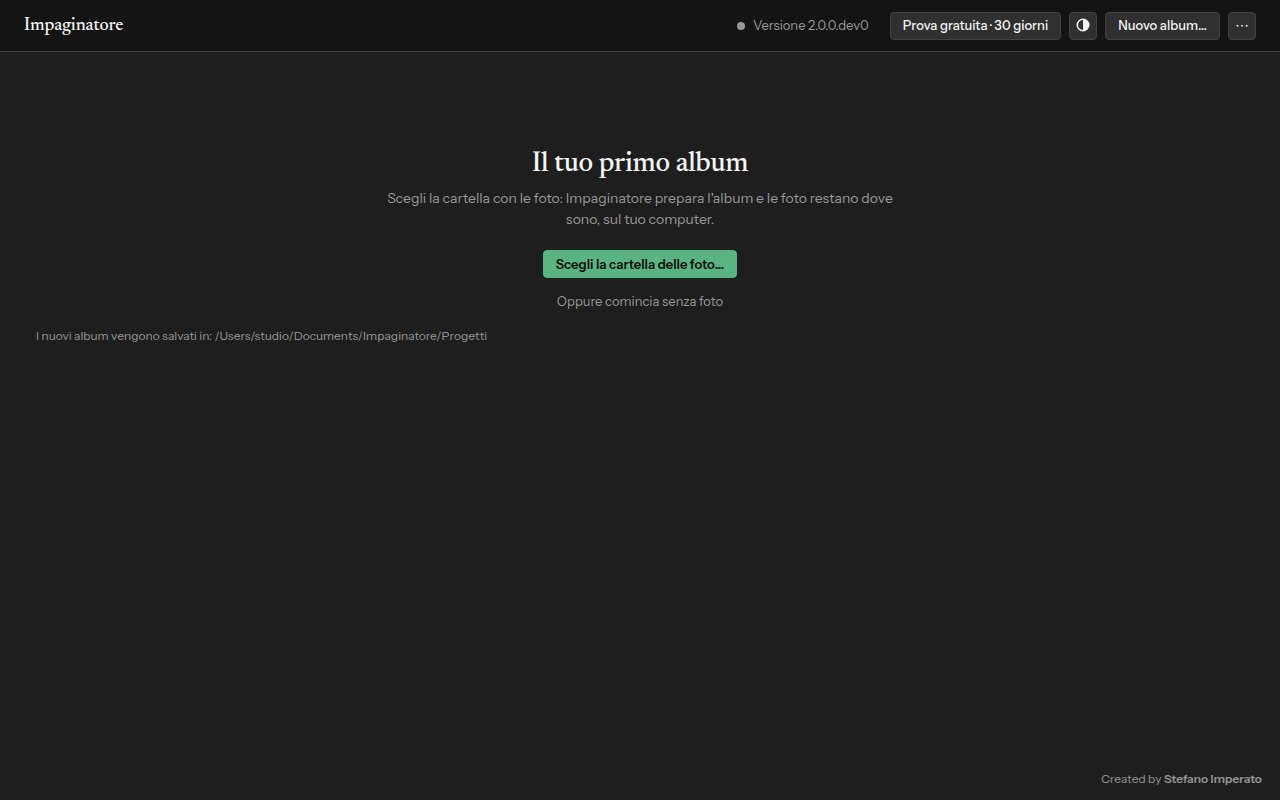 Impaginatore
Versione 2.0.0.dev0
Prova gratuita · 30 giorni
Nuovo album...
Il tuo primo album
Scegli la cartella con le foto: Impaginatore prepara l'album e le foto restano dove
sono, sul tuo computer.
Scegli la cartella delle foto...
Oppure comincia senza foto
I nuovi album vengono salvati in: /Users/studio/Documents/Impaginatore/Progetti
Created by Stefano Imperato